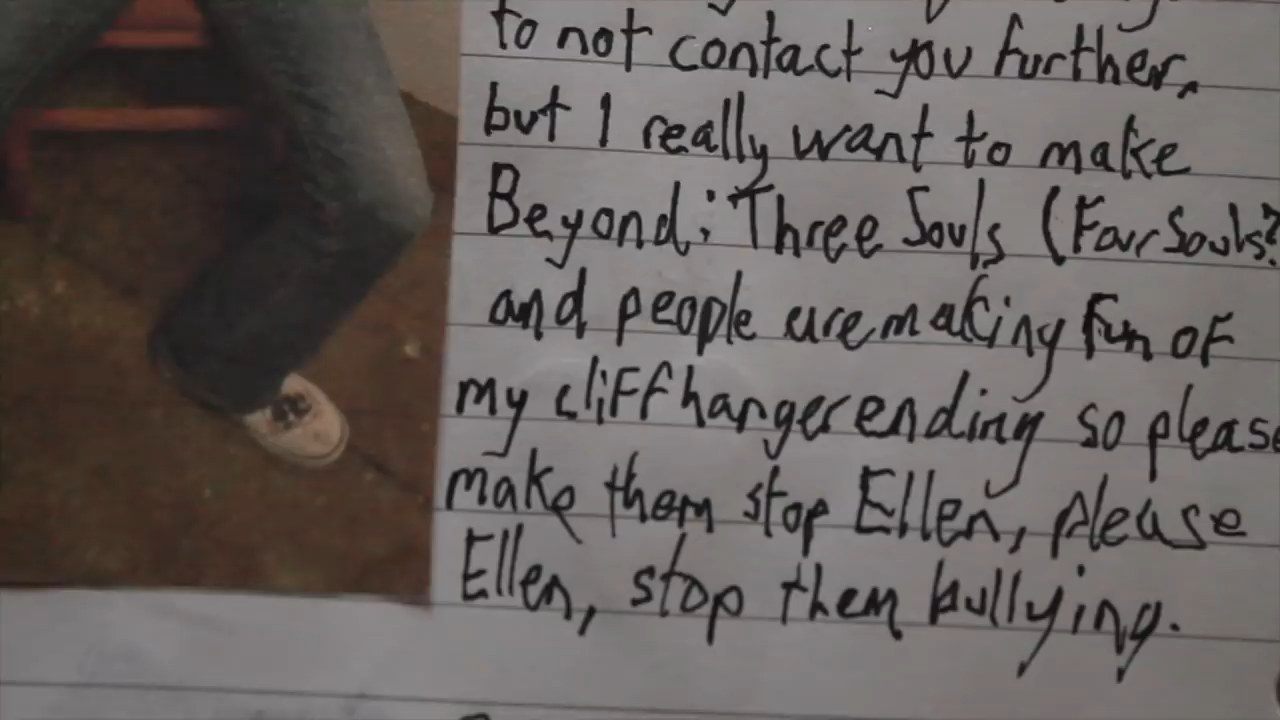 to not contact you further,
but I really want to make
Beyond: Three Souls (Four Souls?
and people are making fun of
my cliffhanger ending so please
make them stop Ellen, please
Ellen, stop them bullying.